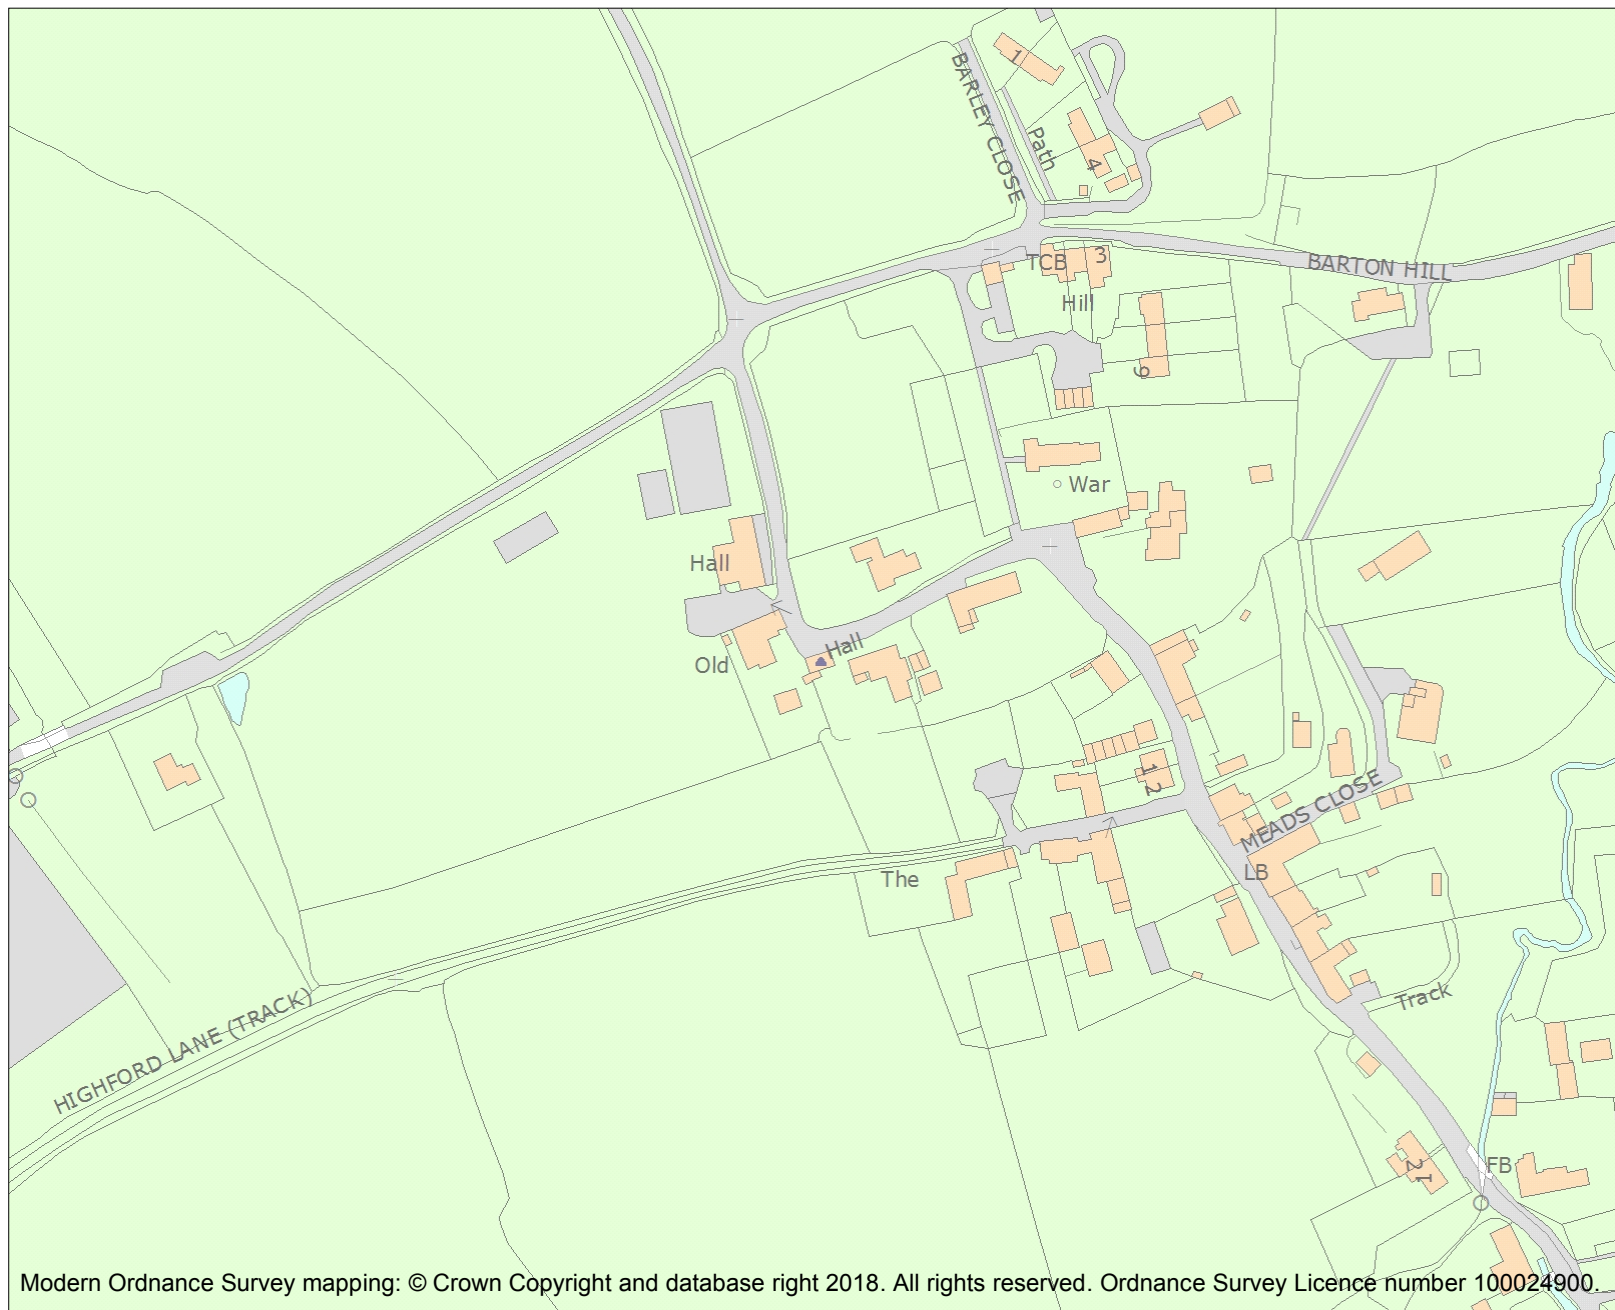 BARLEY CLOSE
1
Path
4
TCB
3
BARTON HILL
Hill
9
War
Hall
Hall
Old
1 2
MEADS CLOSE
LB
The
Track
HIGHFORD LANE (TRACK)
FB
21
Modern Ordnance Survey mapping: © Crown Copyright and database right 2018. All rights reserved. Ordnance Survey Licence number 100024900.